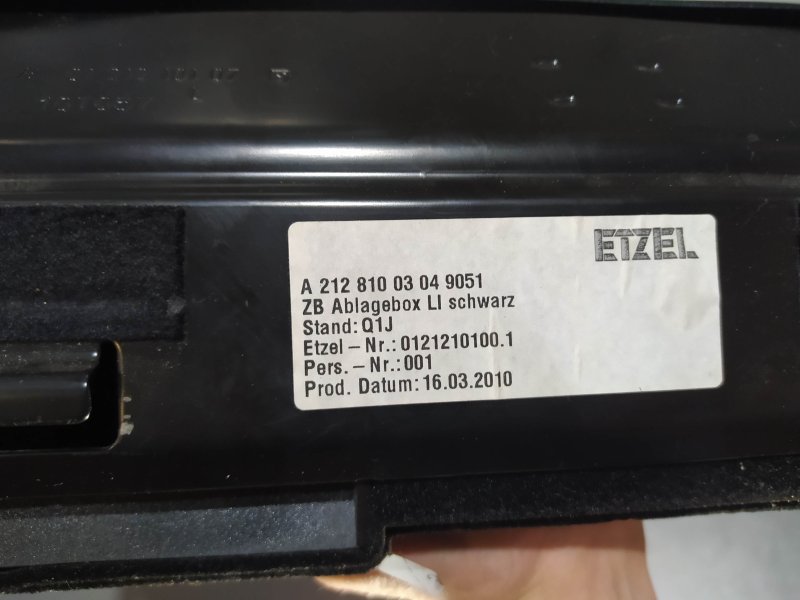 ETZEL
A 212 810 03 04 9051
ZB Ablagebox LI schwarz
Stand: Q1J
Etzel – Nr.: 0121210100.1
Pers. – Nr.: 001
Prod. Datum: 16.03.2010